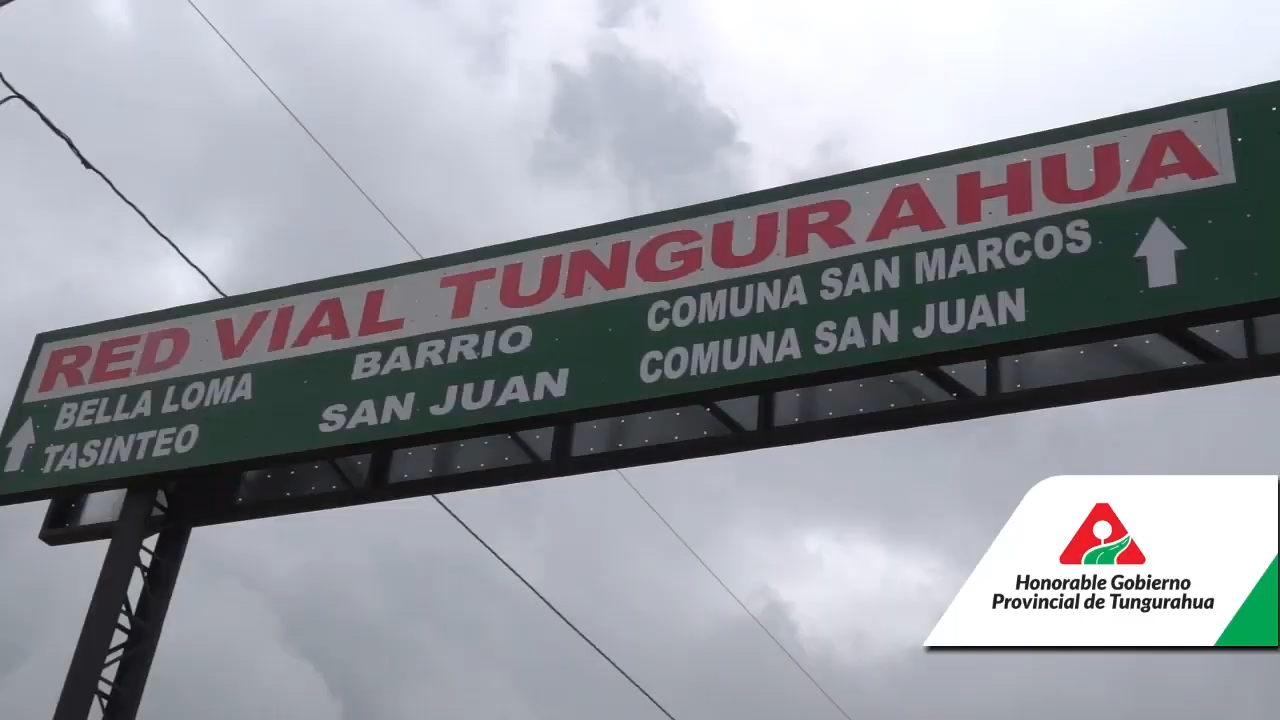 RED VIAL TUNGURAHUA
BELLA LOMA
TASINTEO
BARRIO
SAN JUAN
COMUNA SAN MARCOS
COMUNA SAN JUAN
Honorable Gobierno
Provincial de Tungurahua